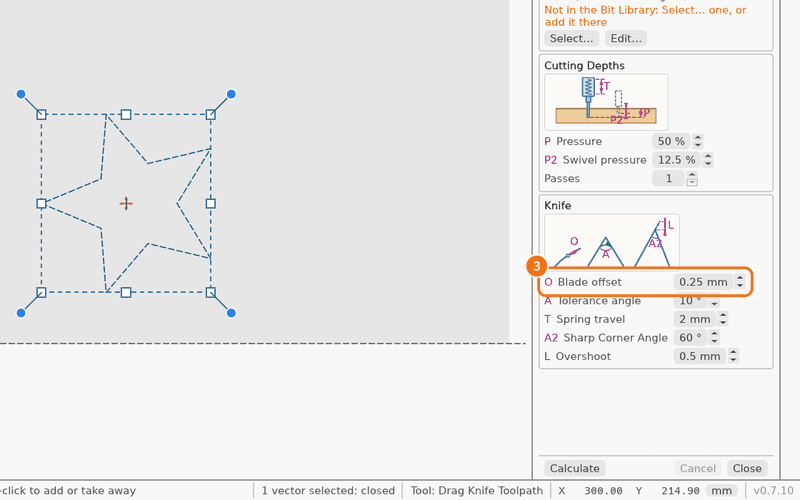 Not in the Bit Library: Select... one, or
add it there
Select... Edit...
Cutting Depths
T
P2 P
P Pressure 50 %
P2 Swivel pressure 12.5 %
Passes 1
Knife
O A A2 L
3
O Blade offset 0.25 mm
A Tolerance angle 10 °
T Spring travel 2 mm
A2 Sharp Corner Angle 60 °
L Overshoot 0.5 mm
Calculate Cancel Close
-click to add or take away 1 vector selected: closed Tool: Drag Knife Toolpath X 300.00 Y 214.90 mm v0.7.10